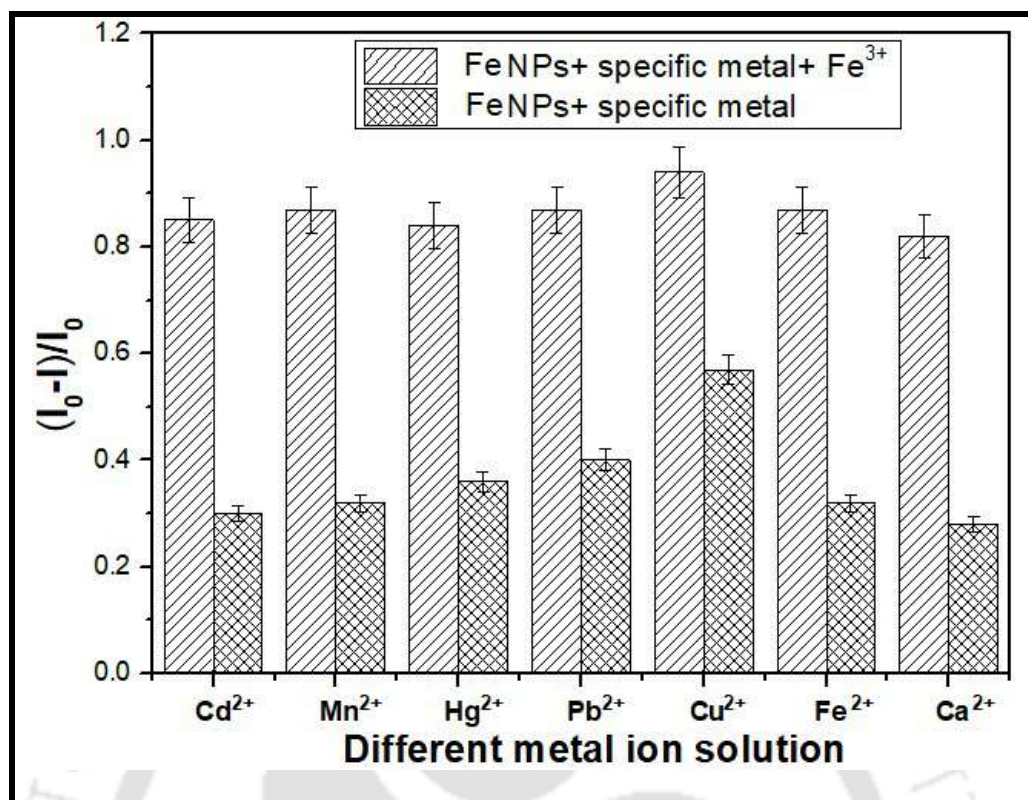 1.2
1.0
0.8
0.6
0.4
0.2
0.0
(I₀-I)/I₀
FeNPs+ specific metal+ Fe³⁺
FeNPs+ specific metal
Cd²⁺ Mn²⁺ Hg²⁺ Pb²⁺ Cu²⁺ Fe²⁺ Ca²⁺
Different metal ion solution